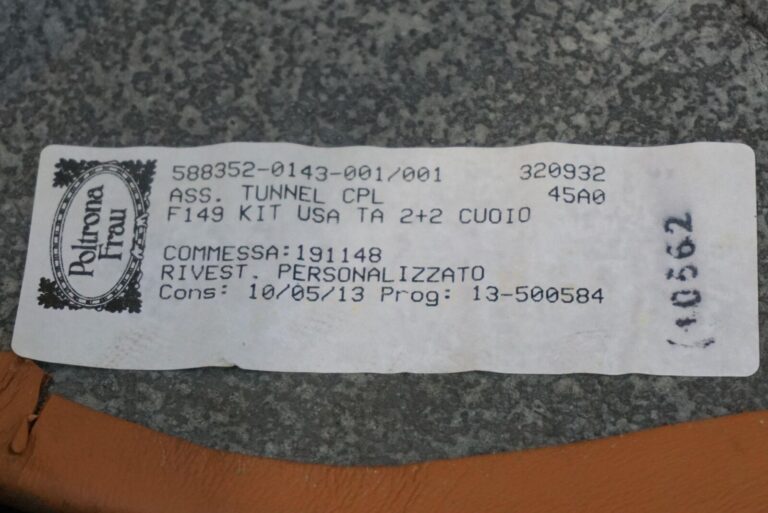 Poltrona
Frau
588352-0143-001/001 320932
ASS. TUNNEL CPL 45A0
F149 KIT USA TA 2+2 CUOIO
COMMESSA:191148
RIVEST. PERSONALIZZATO
Cons: 10/05/13 Prog: 13-500584